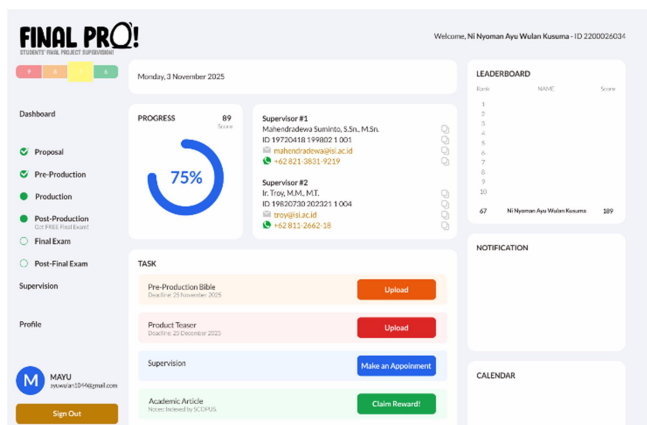 FINAL PRO!
STUDENTS' FINAL PROJECT SUPERVISION!
Welcome, Ni Nyoman Ayu Wulan Kusuma - ID 2200026034
Dashboard
Proposal
Pre-Production
Production
Post-Production
Get FREE Final Exam!
Final Exam
Post-Final Exam
Supervision
Profile
M
MAYU
Sign Out
Monday, 3 November 2025
PROGRESS
89
Score
75%
Supervisor #1
Mahendradewa Suminto, S.Sn., M.Sn.
ID 19720418 199802 1 001
mahendradewa@isi.ac.id
+62 821-3831-9219
Supervisor #2
Ir. Troy, M.M., M.T.
ID 19820730 202321 1 004
troy@isi.ac.id
+62 811-2662-18
TASK
Pre-Production Bible
Deadline: 25 November 2025
Upload
Product Teaser
Deadline: 23 December 2025
Upload
Supervision
Make an Appoinment
Academic Article
Notes: Indexed by SCOPUS.
Claim Reward!
LEADERBOARD
Rank NAME Score
1
2
3
4
5
6
7
8
9
10
67 Ni Nyoman Ayu Wulan Kusuma 189
NOTIFICATION
CALENDAR